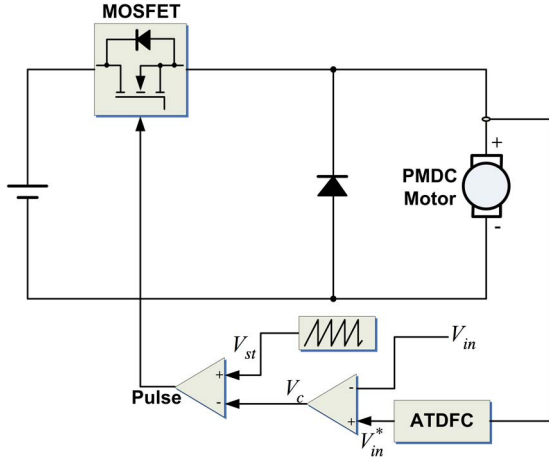 MOSFET
PMDC
Motor
+
-
V_st
V_in
Pulse
+
-
V_c
-
+
V_in^*
ATDFC